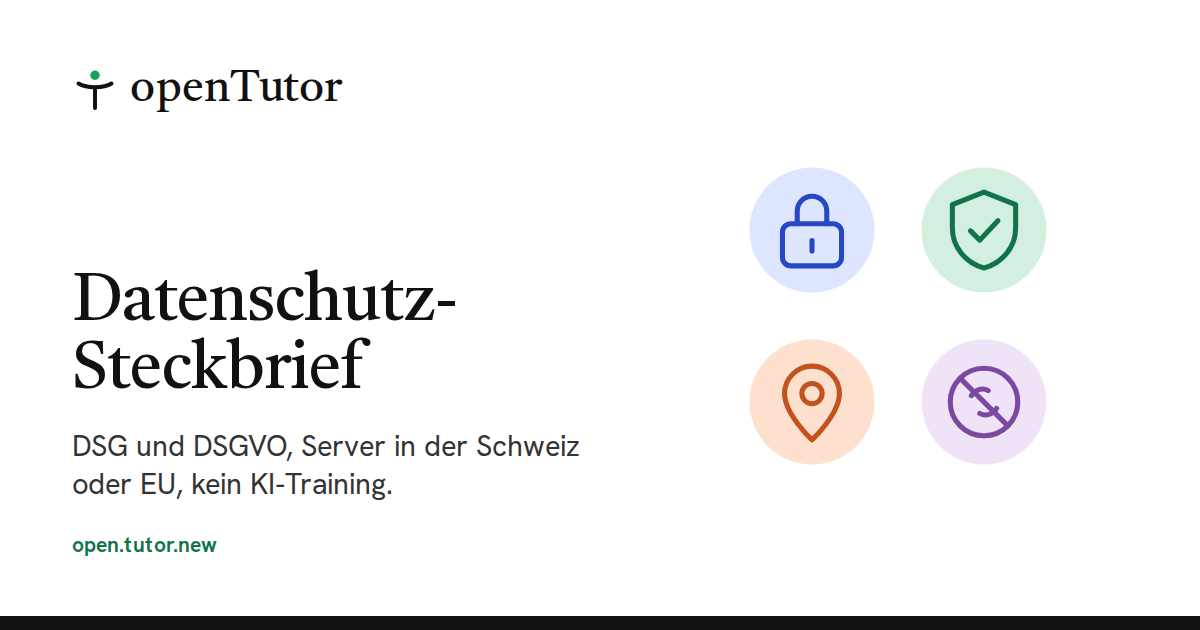 openTutor
Datenschutz-
Steckbrief
DSG und DSGVO, Server in der Schweiz
oder EU, kein KI-Training.
open.tutor.new